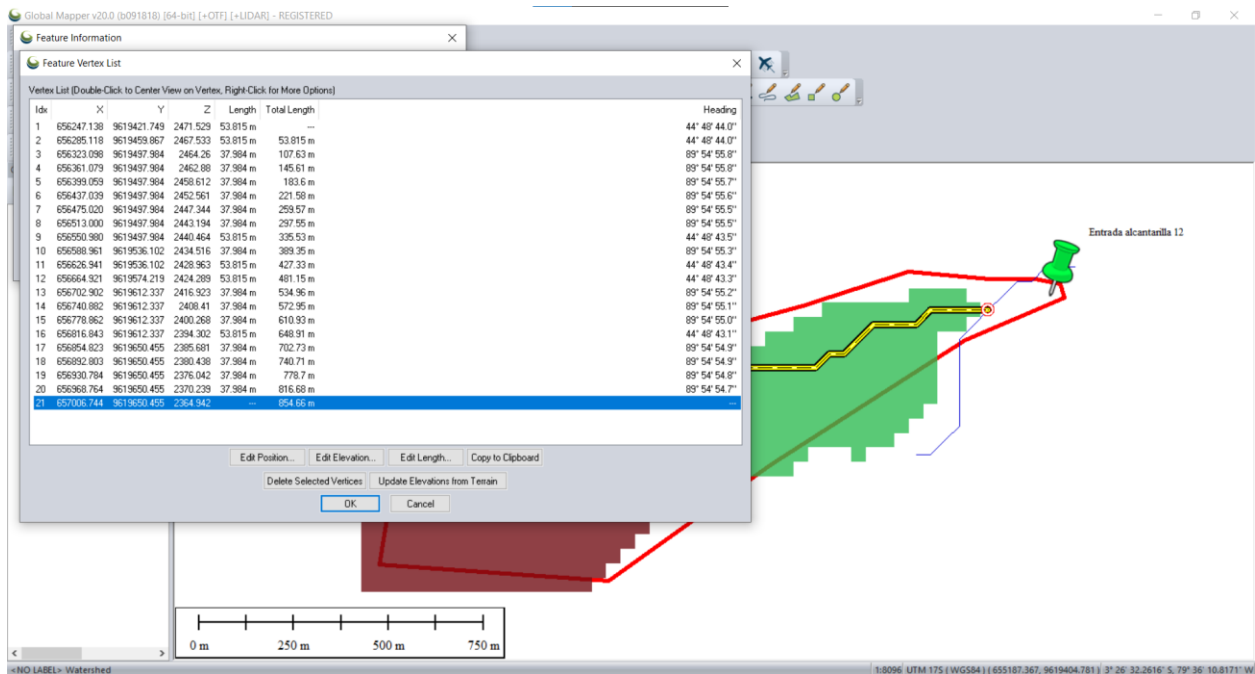 Global Mapper v20.0 (b091818) [64-bit] [+OTF] [+LIDAR] - REGISTERED
Feature Information
Feature Vertex List
Vertex List (Double-Click to Center View on Vertex, Right-Click for More Options)
Idx X Y Z Length Total Length Heading
1 656247.138 9619421.749 2471.529 53.815 m --- 44° 48' 44.0"
2 656285.118 9619459.867 2467.533 53.815 m 53.815 m 44° 48' 44.0"
3 656323.098 9619497.984 2464.26 37.984 m 107.63 m 89° 54' 55.8"
4 656361.079 9619497.984 2462.88 37.984 m 145.61 m 89° 54' 55.8"
5 656399.059 9619497.984 2458.612 37.984 m 183.6 m 89° 54' 55.7"
6 656437.039 9619497.984 2452.561 37.984 m 221.58 m 89° 54' 55.6"
7 656475.020 9619497.984 2447.344 37.984 m 259.57 m 89° 54' 55.5"
8 656513.000 9619497.984 2443.194 37.984 m 297.55 m 89° 54' 55.5"
9 656550.980 9619497.984 2440.464 53.815 m 335.53 m 44° 48' 43.5"
10 656588.961 9619536.102 2434.516 37.984 m 389.35 m 89° 54' 55.3"
11 656626.941 9619536.102 2428.963 53.815 m 427.33 m 44° 48' 43.4"
12 656664.921 9619574.219 2424.289 53.815 m 481.15 m 44° 48' 43.3"
13 656702.902 9619612.337 2416.923 37.984 m 534.96 m 89° 54' 55.2"
14 656740.882 9619612.337 2408.41 37.984 m 572.95 m 89° 54' 55.1"
15 656778.862 9619612.337 2400.268 37.984 m 610.93 m 89° 54' 55.0"
16 656816.843 9619612.337 2394.302 53.815 m 648.91 m 44° 48' 43.1"
17 656854.823 9619650.455 2385.681 37.984 m 702.73 m 89° 54' 54.9"
18 656892.803 9619650.455 2380.438 37.984 m 740.71 m 89° 54' 54.9"
19 656930.784 9619650.455 2376.042 37.984 m 778.7 m 89° 54' 54.8"
20 656968.764 9619650.455 2370.239 37.984 m 816.68 m 89° 54' 54.7"
21 657006.744 9619650.455 2364.942 --- 854.66 m ---
Edit Position... Edit Elevation... Edit Length... Copy to Clipboard
Delete Selected Vertices Update Elevations from Terrain
OK Cancel
Entrada alcantarilla 12
0 m 250 m 500 m 750 m
<NO LABEL> Watershed
1:8096 UTM 17S ( WGS84 ) ( 655187.367, 9619404.781 ) 3° 26' 32.2616" S, 79° 36' 10.8171" W